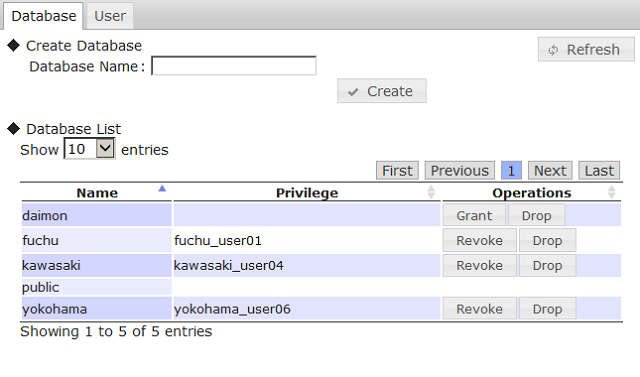 Database User
◆ Create Database
Refresh
Database Name :
Create
◆ Database List
Show 10 entries
First Previous 1 Next Last
Name Privilege Operations
daimon Grant Drop
fuchu fuchu_user01 Revoke Drop
kawasaki kawasaki_user04 Revoke Drop
public
yokohama yokohama_user06 Revoke Drop
Showing 1 to 5 of 5 entries